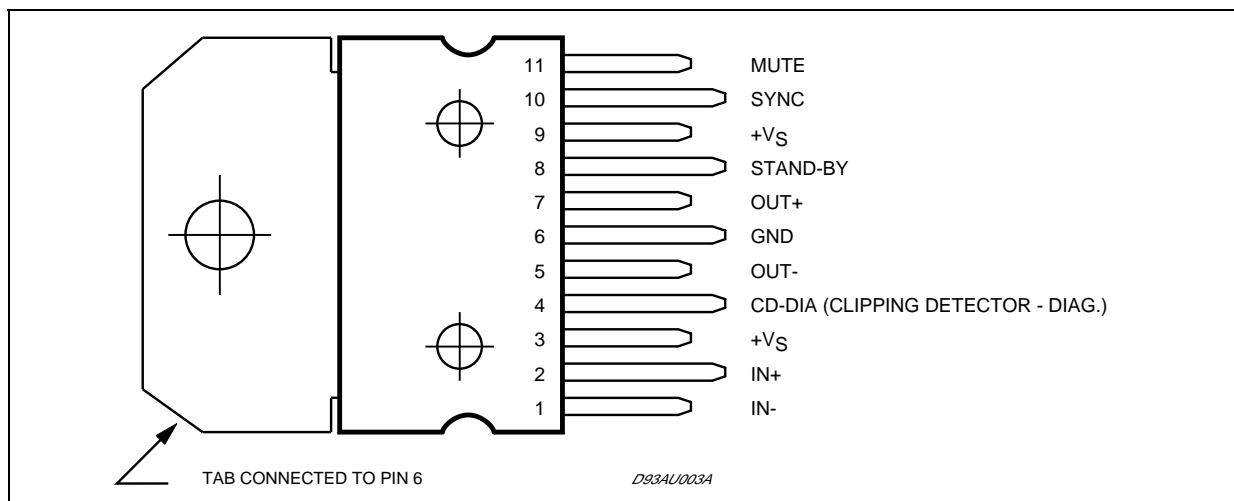 11 MUTE
10 SYNC
9 +VS
8 STAND-BY
7 OUT+
6 GND
5 OUT-
4 CD-DIA (CLIPPING DETECTOR - DIAG.)
3 +VS
2 IN+
1 IN-
TAB CONNECTED TO PIN 6
D93AU003A